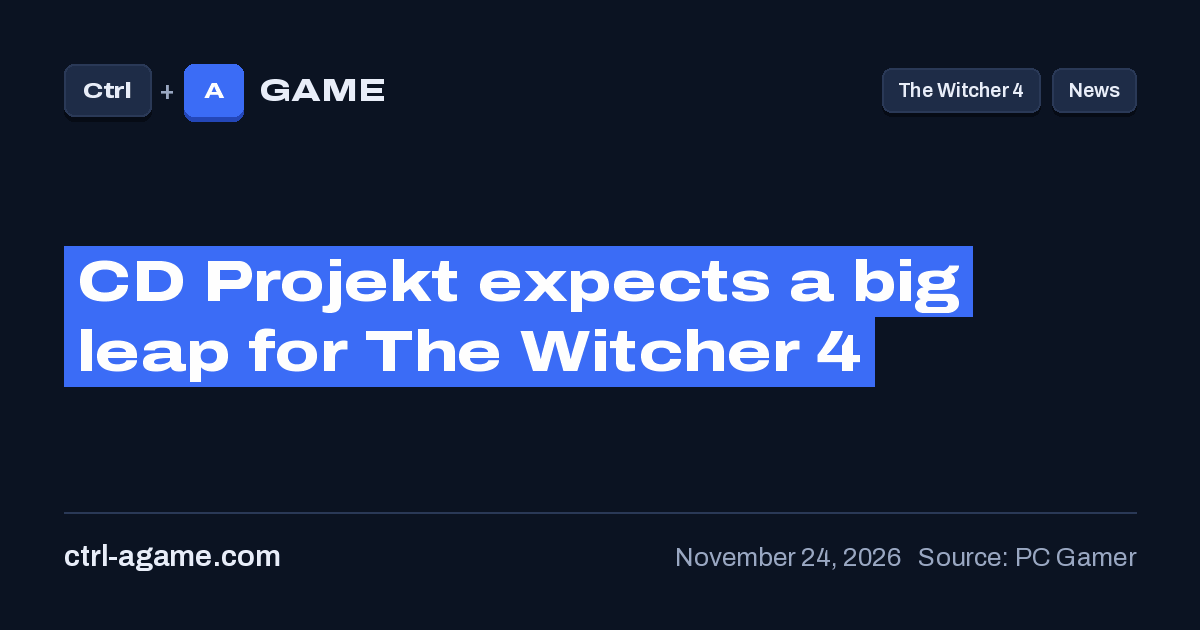 Ctrl + A GAME
The Witcher 4 News
CD Projekt expects a big
leap for The Witcher 4
ctrl-agame.com
November 24, 2026 Source: PC Gamer